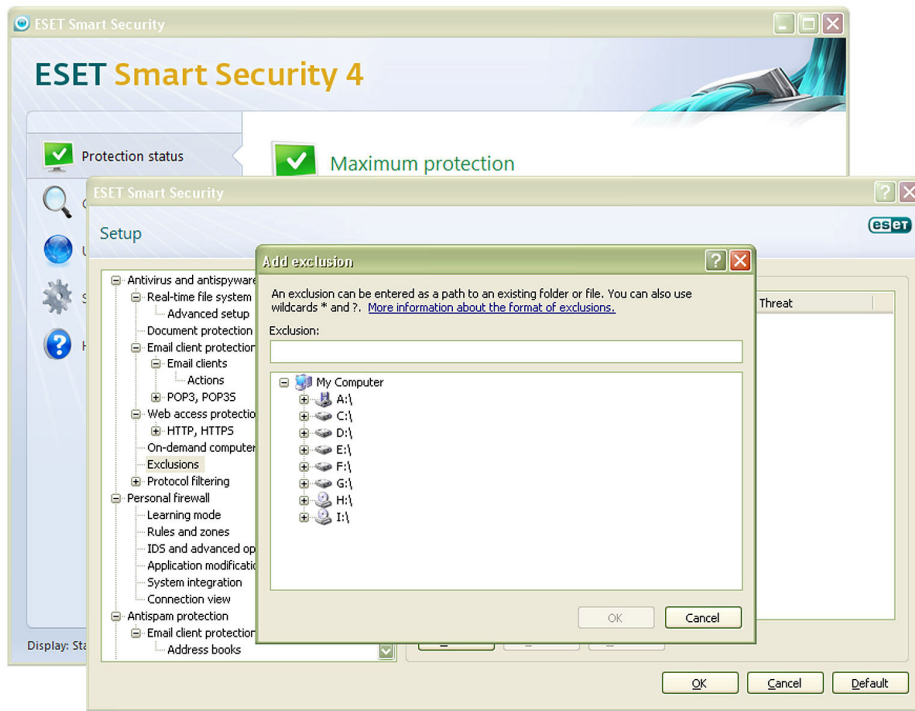 ESET Smart Security
ESET Smart Security 4
Protection status
Maximum protection
ESET Smart Security
Setup
eset
Add exclusion
An exclusion can be entered as a path to an existing folder or file. You can also use
wildcards * and ?. More information about the format of exclusions.
Exclusion:
My Computer
A:\
C:\
D:\
E:\
F:\
G:\
H:\
I:\
OK
Cancel
Antivirus and antispyware
Real-time file system
Advanced setup
Document protection
Email client protection
Email clients
Actions
POP3, POP3S
Web access protectio
HTTP, HTTPS
On-demand computer
Exclusions
Protocol filtering
Personal firewall
Learning mode
Rules and zones
IDS and advanced op
Application modificatio
System integration
Connection view
Antispam protection
Email client protection
Address books
Threat
Display: Sta
OK
Cancel
Default